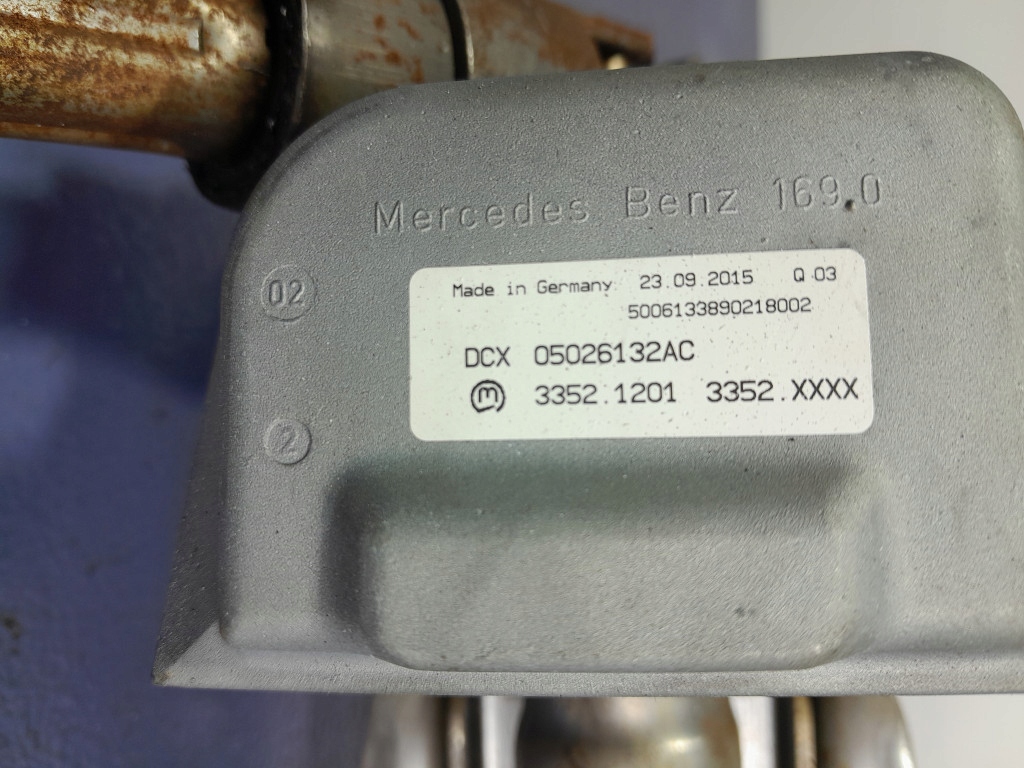 Mercedes Benz 169.0
02
Made in Germany 23.09.2015 Q 03
5006133890218002
DCX 05026132AC
m 3352.1201 3352.XXXX
2